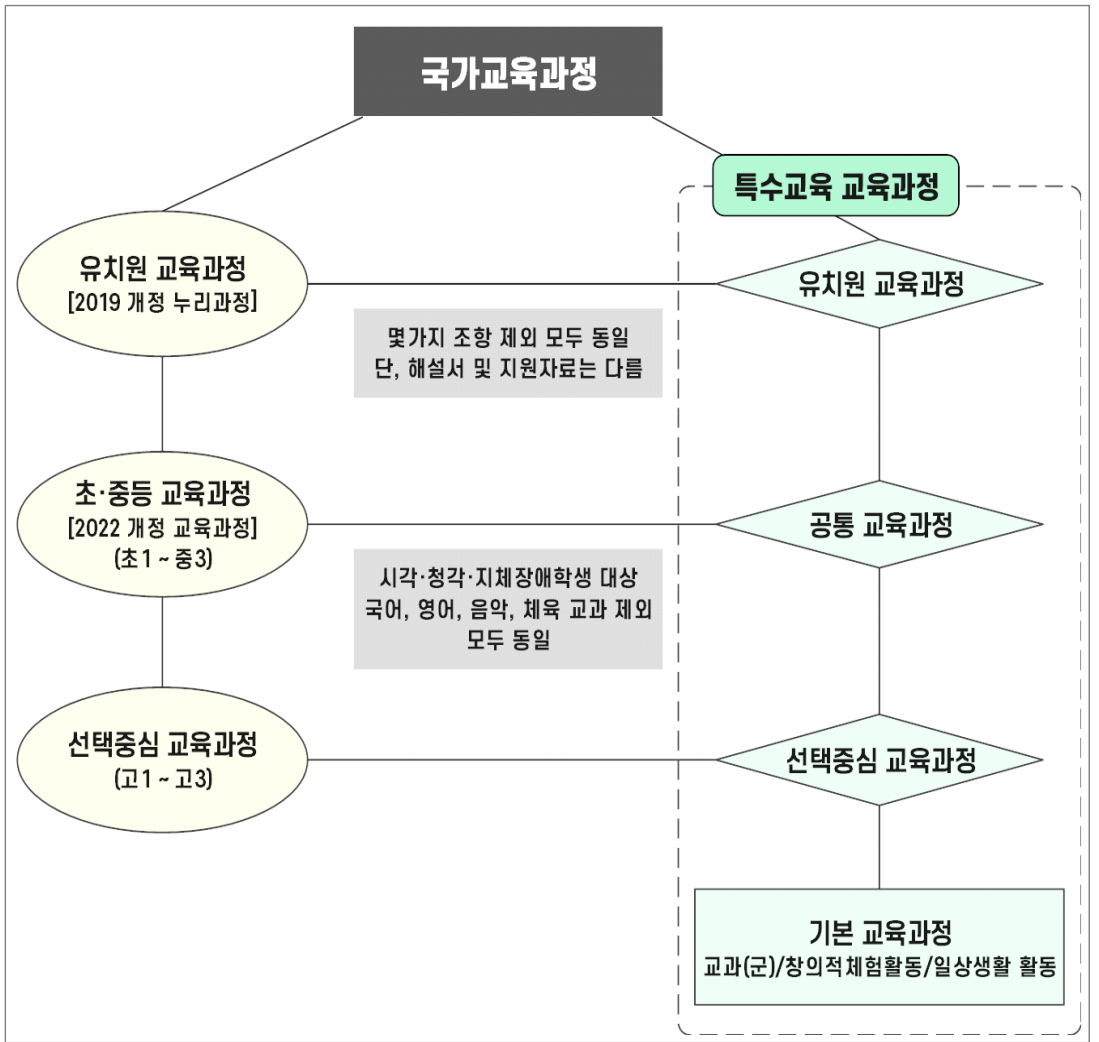 국가교육과정
특수교육 교육과정
유치원 교육과정
[2019 개정 누리과정]
유치원 교육과정
몇가지 조항 제외 모두 동일
단, 해설서 및 지원자료는 다름
초·중등 교육과정
[2022 개정 교육과정]
(초1 ~ 중3)
공통 교육과정
시각·청각·지체장애학생 대상
국어, 영어, 음악, 체육 교과 제외
모두 동일
선택중심 교육과정
(고1 ~ 고3)
선택중심 교육과정
기본 교육과정
교과(군)/창의적체험활동/일상생활 활동